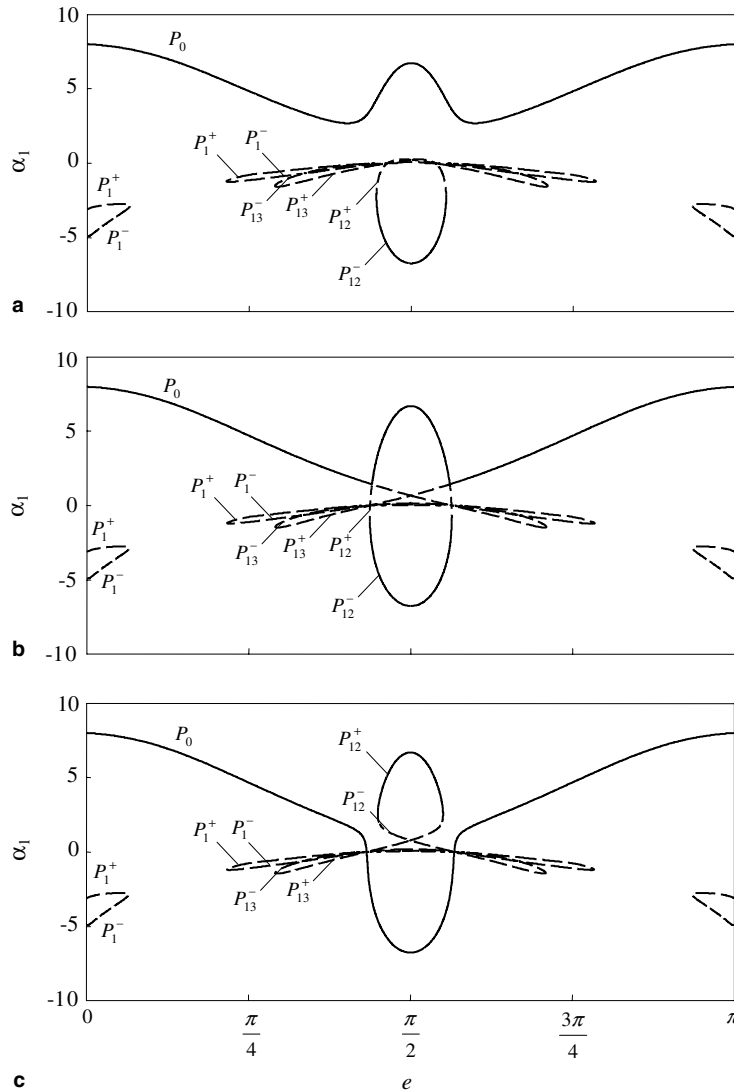 10
P₀
5
α₁
0
P₁⁺
P₁⁻
P₁⁺
P₁₃⁻
P₁₃⁺
P₁₂⁺
-5
P₁⁻
P₁₂⁻
a
-10
10
P₀
5
α₁
0
P₁⁺
P₁⁻
P₁⁺
P₁₃⁻
P₁₃⁺
P₁₂⁺
-5
P₁⁻
P₁₂⁻
b
-10
10
P₀
P₁₂⁺
5
P₁₂⁻
α₁
0
P₁⁺
P₁⁻
P₁⁺
P₁₃⁻
P₁₃⁺
-5
P₁⁻
-10
0
π/4
π/2
3π/4
π
c
e